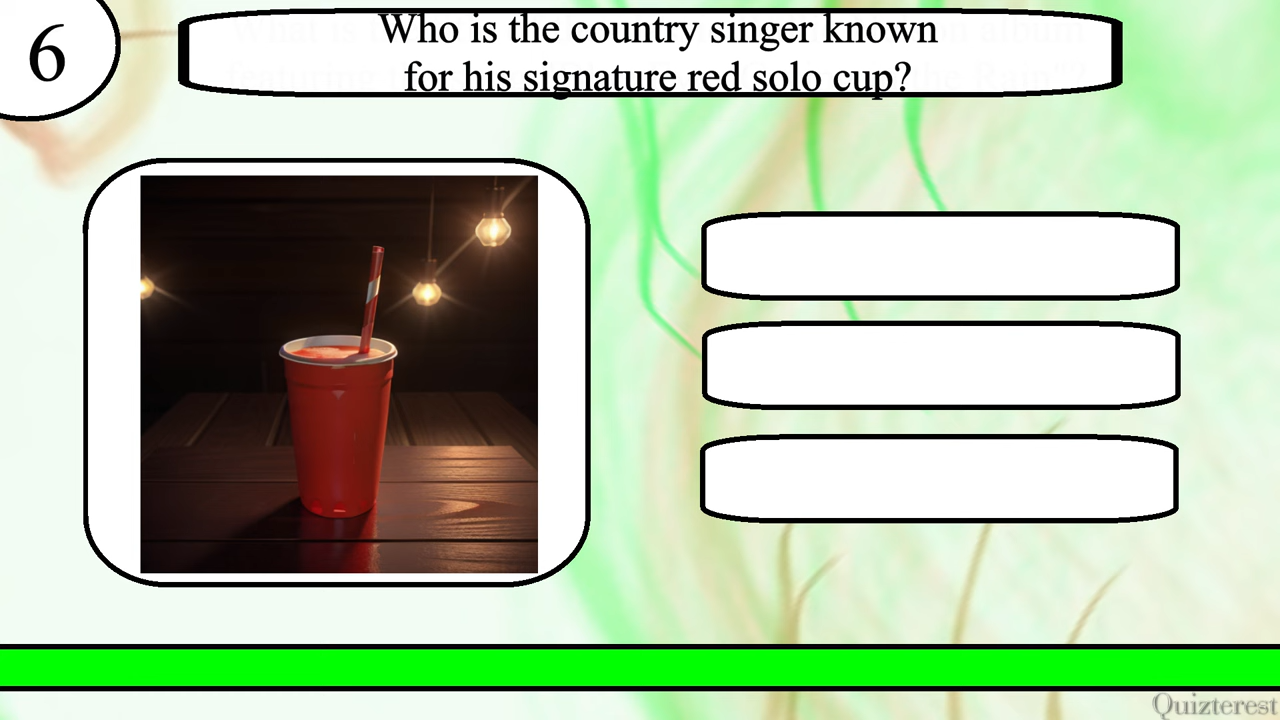 6
Who is the country singer known
for his signature red solo cup?
Quizterest